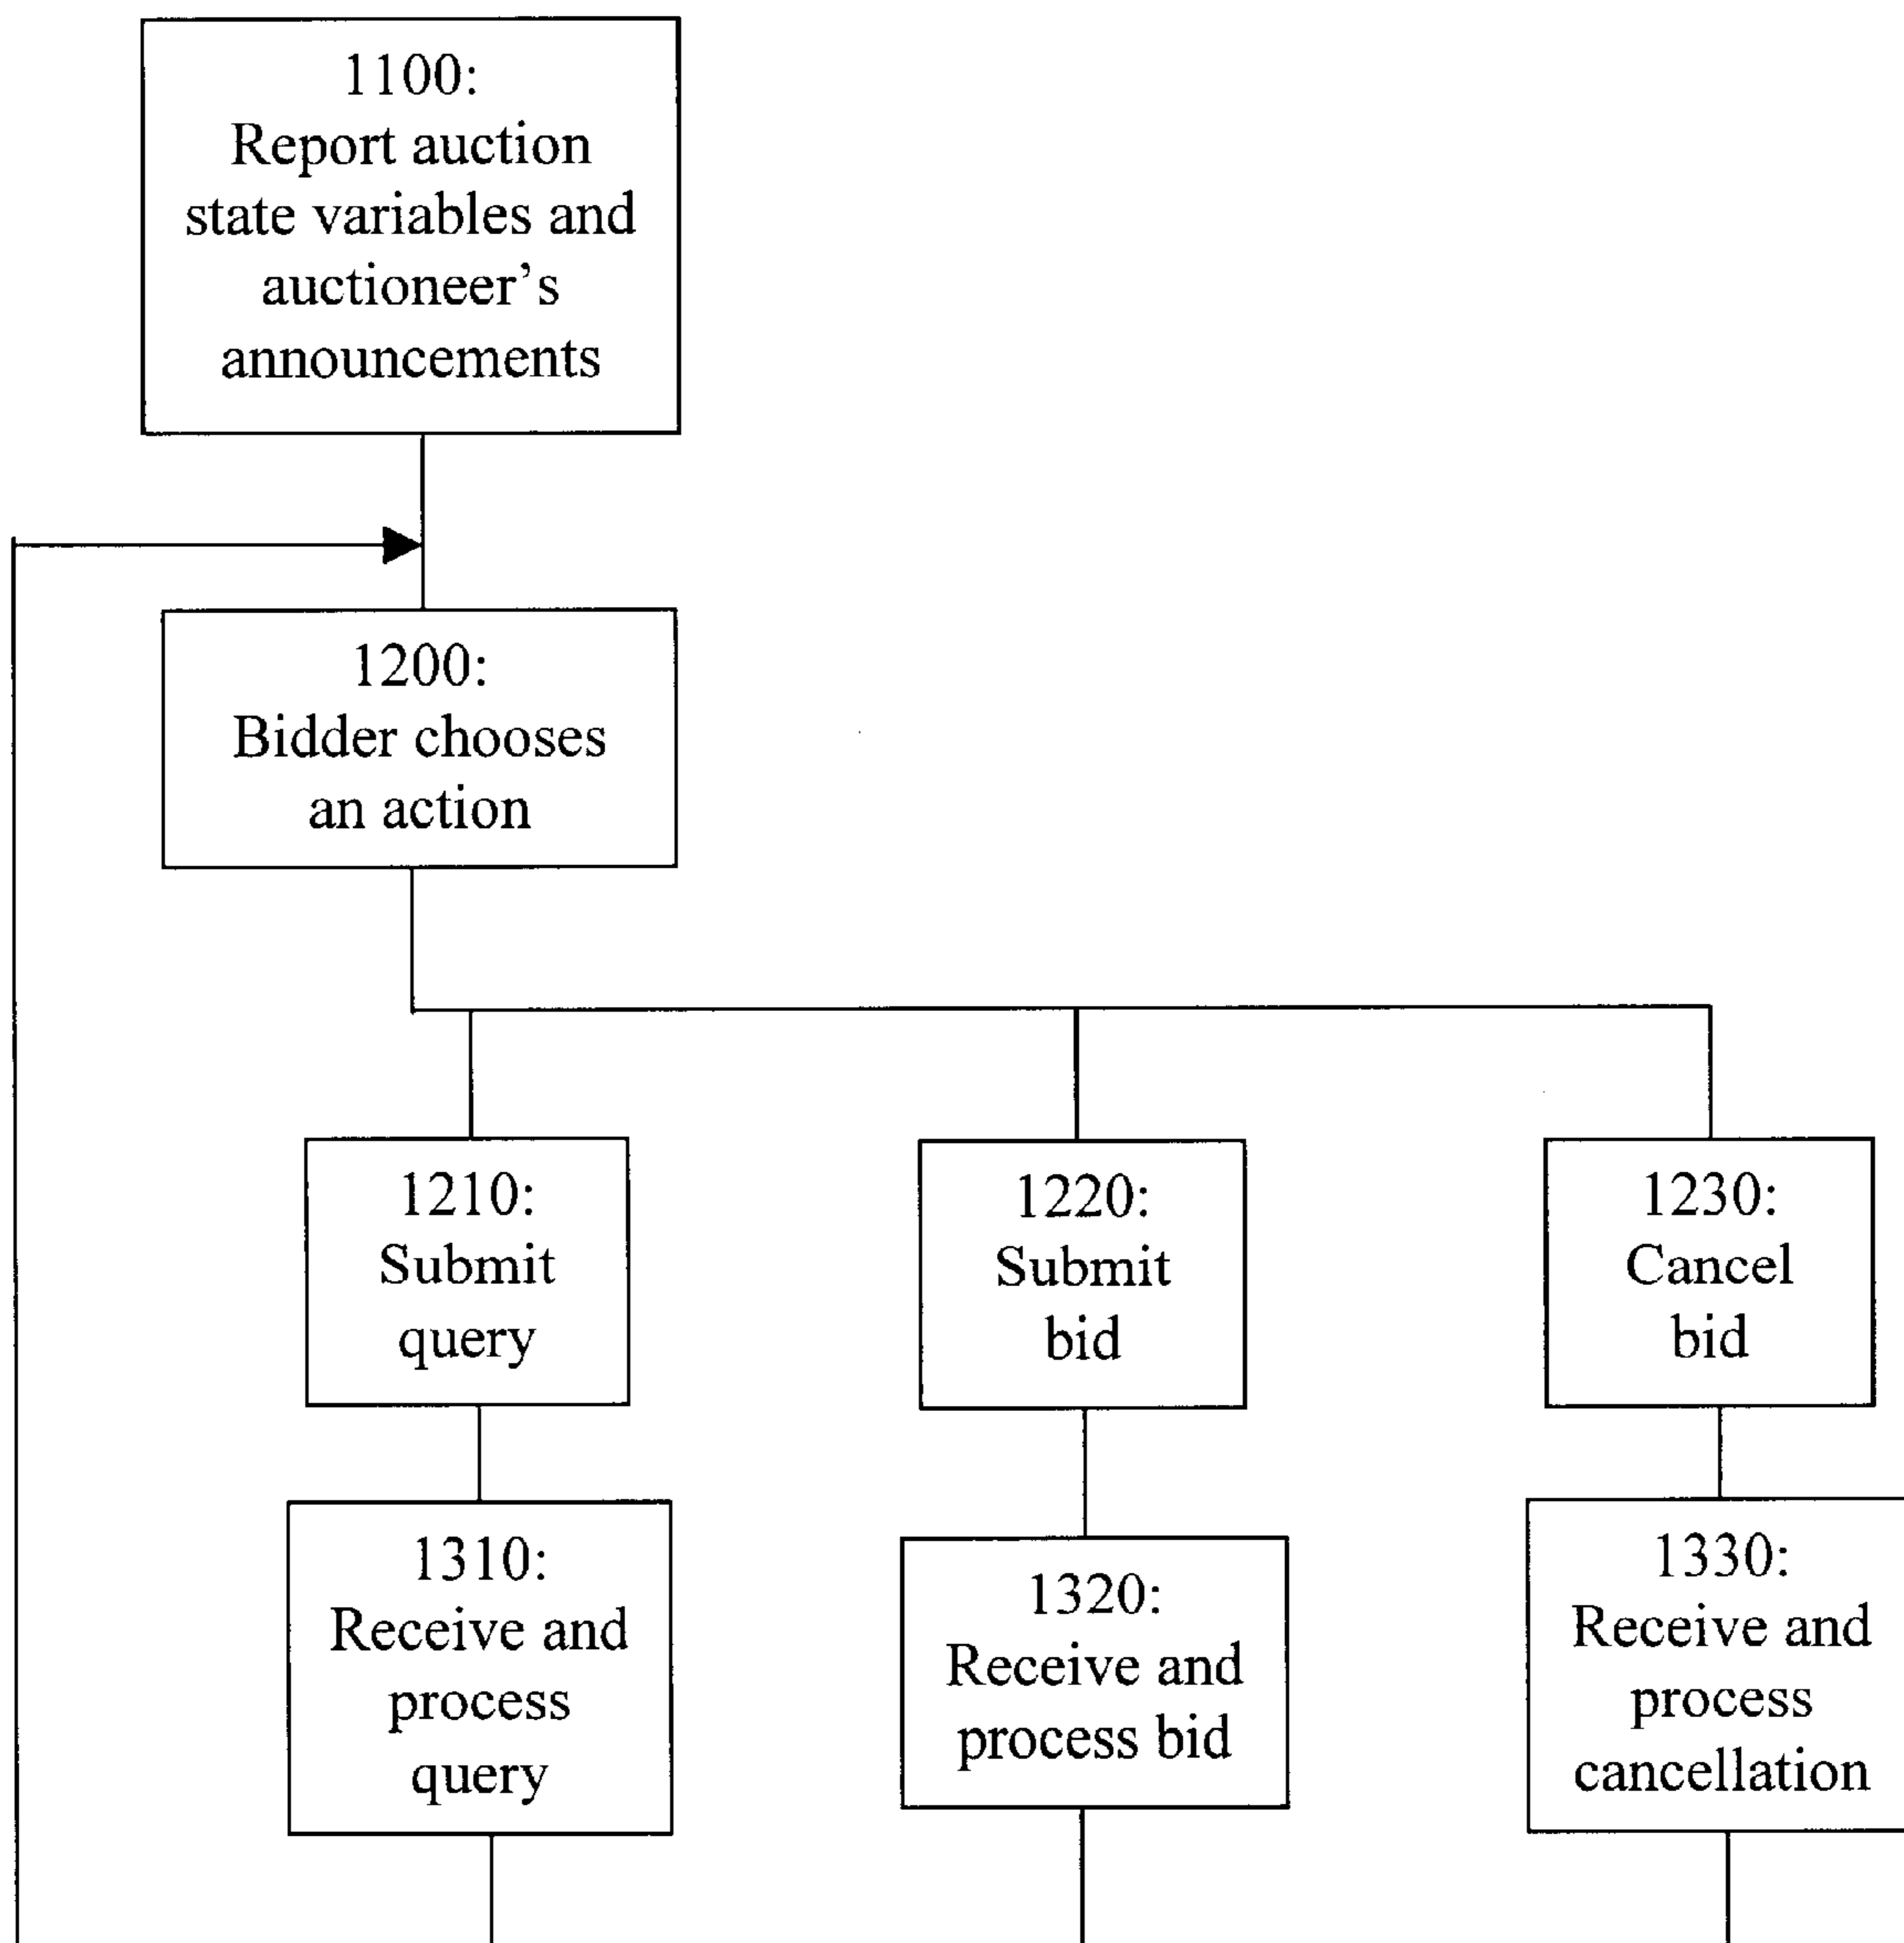 1100:
Report auction
state variables and
auctioneer’s
announcements
1200:
Bidder chooses
an action
1210:
Submit
query
1220:
Submit
bid
1230:
Cancel
bid
1310:
Receive and
process
query
1320:
Receive and
process bid
1330:
Receive and
process
cancellation